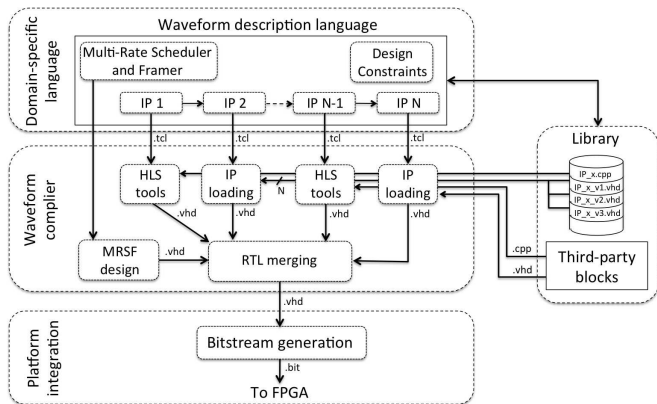 Waveform description language
Domain-specific
language
Multi-Rate Scheduler
and Framer
Design
Constraints
IP 1
IP 2
IP N-1
IP N
.tcl
.tcl
.tcl
.tcl
Library
IP_x.cpp
IP_x_v1.vhd
IP_x_v2.vhd
IP_x_v3.vhd
Waveform
complier
HLS
tools
IP
loading
N
HLS
tools
IP
loading
.vhd
.vhd
.vhd
.vhd
MRSF
design
.vhd
RTL merging
.cpp
.vhd
Third-party
blocks
.vhd
Platform
integration
Bitstream generation
.bit
To FPGA